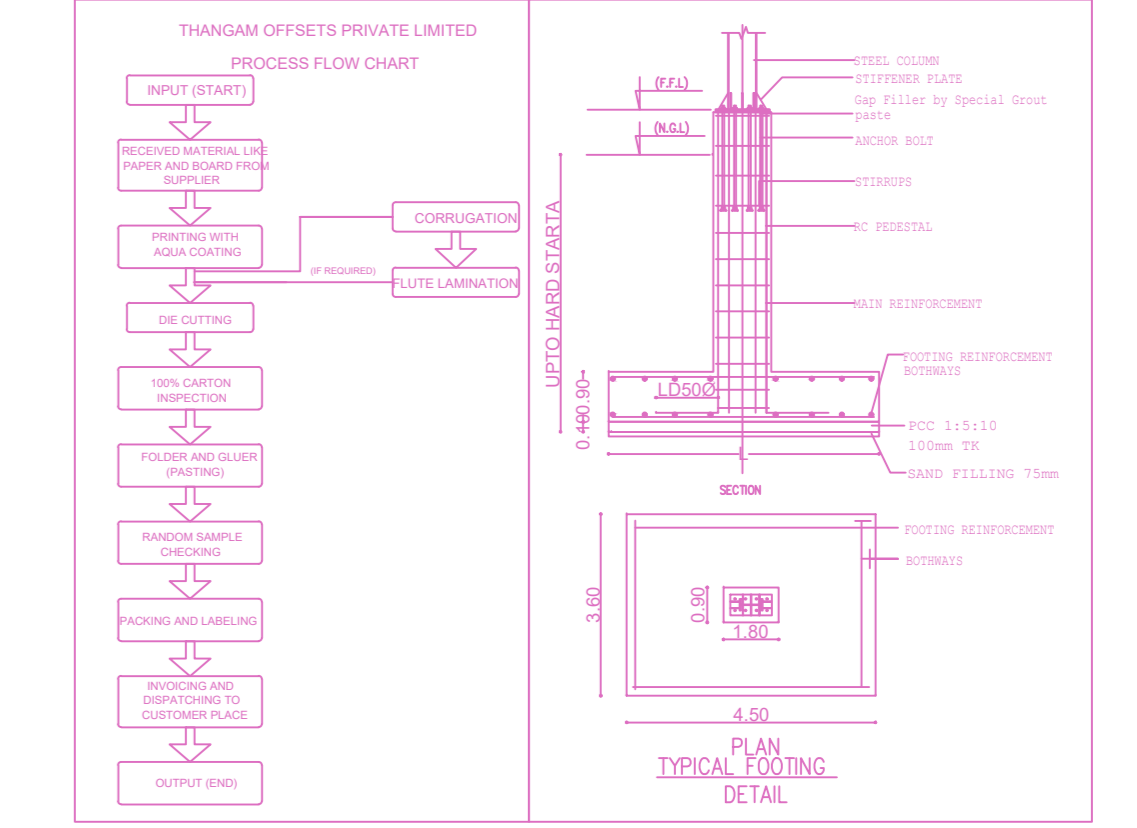 THANGAM OFFSETS PRIVATE LIMITED
PROCESS FLOW CHART
INPUT (START)
RECEIVED MATERIAL LIKE
PAPER AND BOARD FROM
SUPPLIER
PRINTING WITH
AQUA COATING
CORRUGATION
(IF REQUIRED)
FLUTE LAMINATION
DIE CUTTING
100% CARTON
INSPECTION
FOLDER AND GLUER
(PASTING)
RANDOM SAMPLE
CHECKING
PACKING AND LABELING
INVOICING AND
DISPATCHING TO
CUSTOMER PLACE
OUTPUT (END)
STEEL COLUMN
STIFFENER PLATE
(F.F.L)
Gap Filler by Special Grout
paste
(N.G.L)
ANCHOR BOLT
STIRRUPS
RC PEDESTAL
UPTO HARD STARTA
MAIN REINFORCEMENT
FOOTING REINFORCEMENT
BOTHWAYS
0.90
LD50Ø
0.10
PCC 1:5:10
100mm TK
L
SAND FILLING 75mm
SECTION
FOOTING REINFORCEMENT
BOTHWAYS
3.60
0.90
1.80
4.50
PLAN
TYPICAL FOOTING
DETAIL